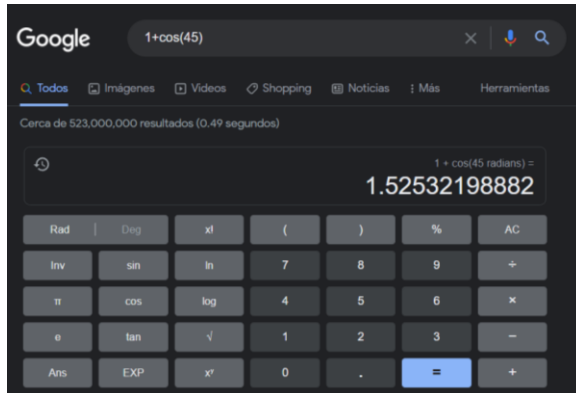 Google 1+cos(45)
Todos Imágenes Videos Shopping Noticias Más Herramientas
Cerca de 523,000,000 resultados (0.49 segundos)
1 + cos(45 radians) =
1.52532198882
Rad | Deg x! ( ) % AC
Inv sin ln 7 8 9 ÷
π cos log 4 5 6 ×
e tan √ 1 2 3 −
Ans EXP xʸ 0 . = +